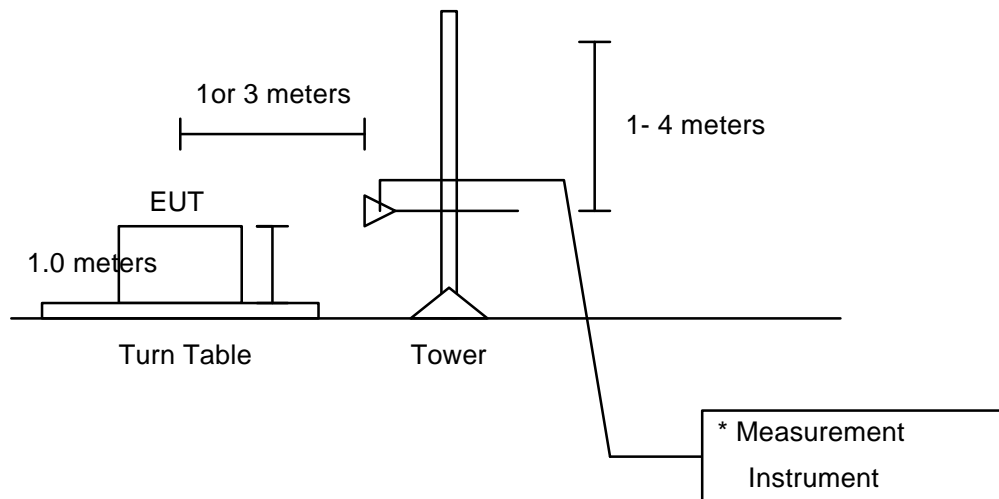 1or 3 meters
1- 4 meters
EUT
1.0 meters
Turn Table
Tower
* Measurement
Instrument